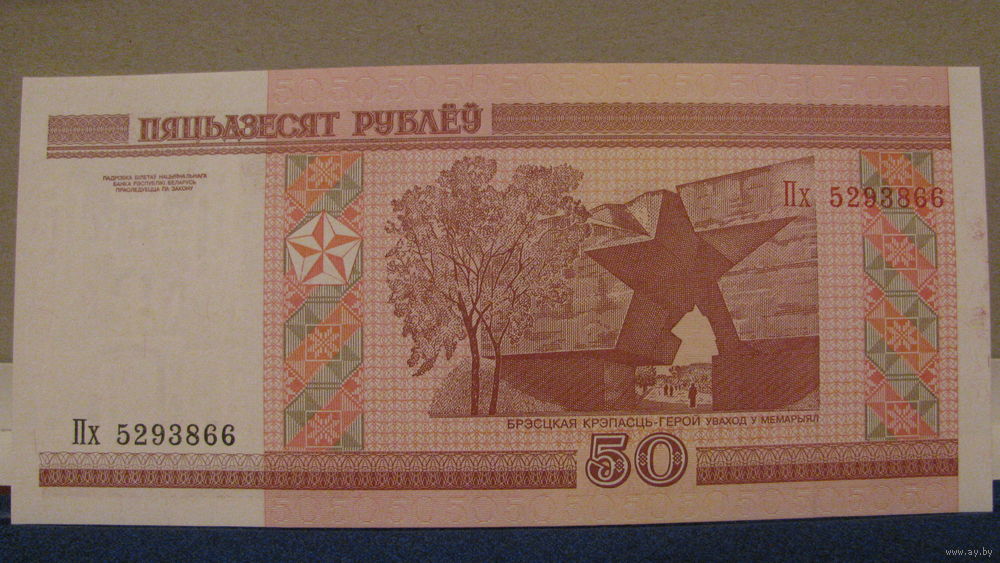 ПЯЦЬДЗЕСЯТ РУБЛЁЎ
ПАДРОБКА БІЛЕТАЎ НАЦЫЯНАЛЬНАГА
БАНКА РЭСПУБЛІКІ БЕЛАРУСЬ
ПРАСЛЕДУЕЦЦА ПА ЗАКОНУ
Пх 5293866
Пх 5293866
БРЭСЦКАЯ КРЭПАСЦЬ-ГЕРОЙ УВАХОД У МЕМАРЫЯЛ
50
www.ay.by